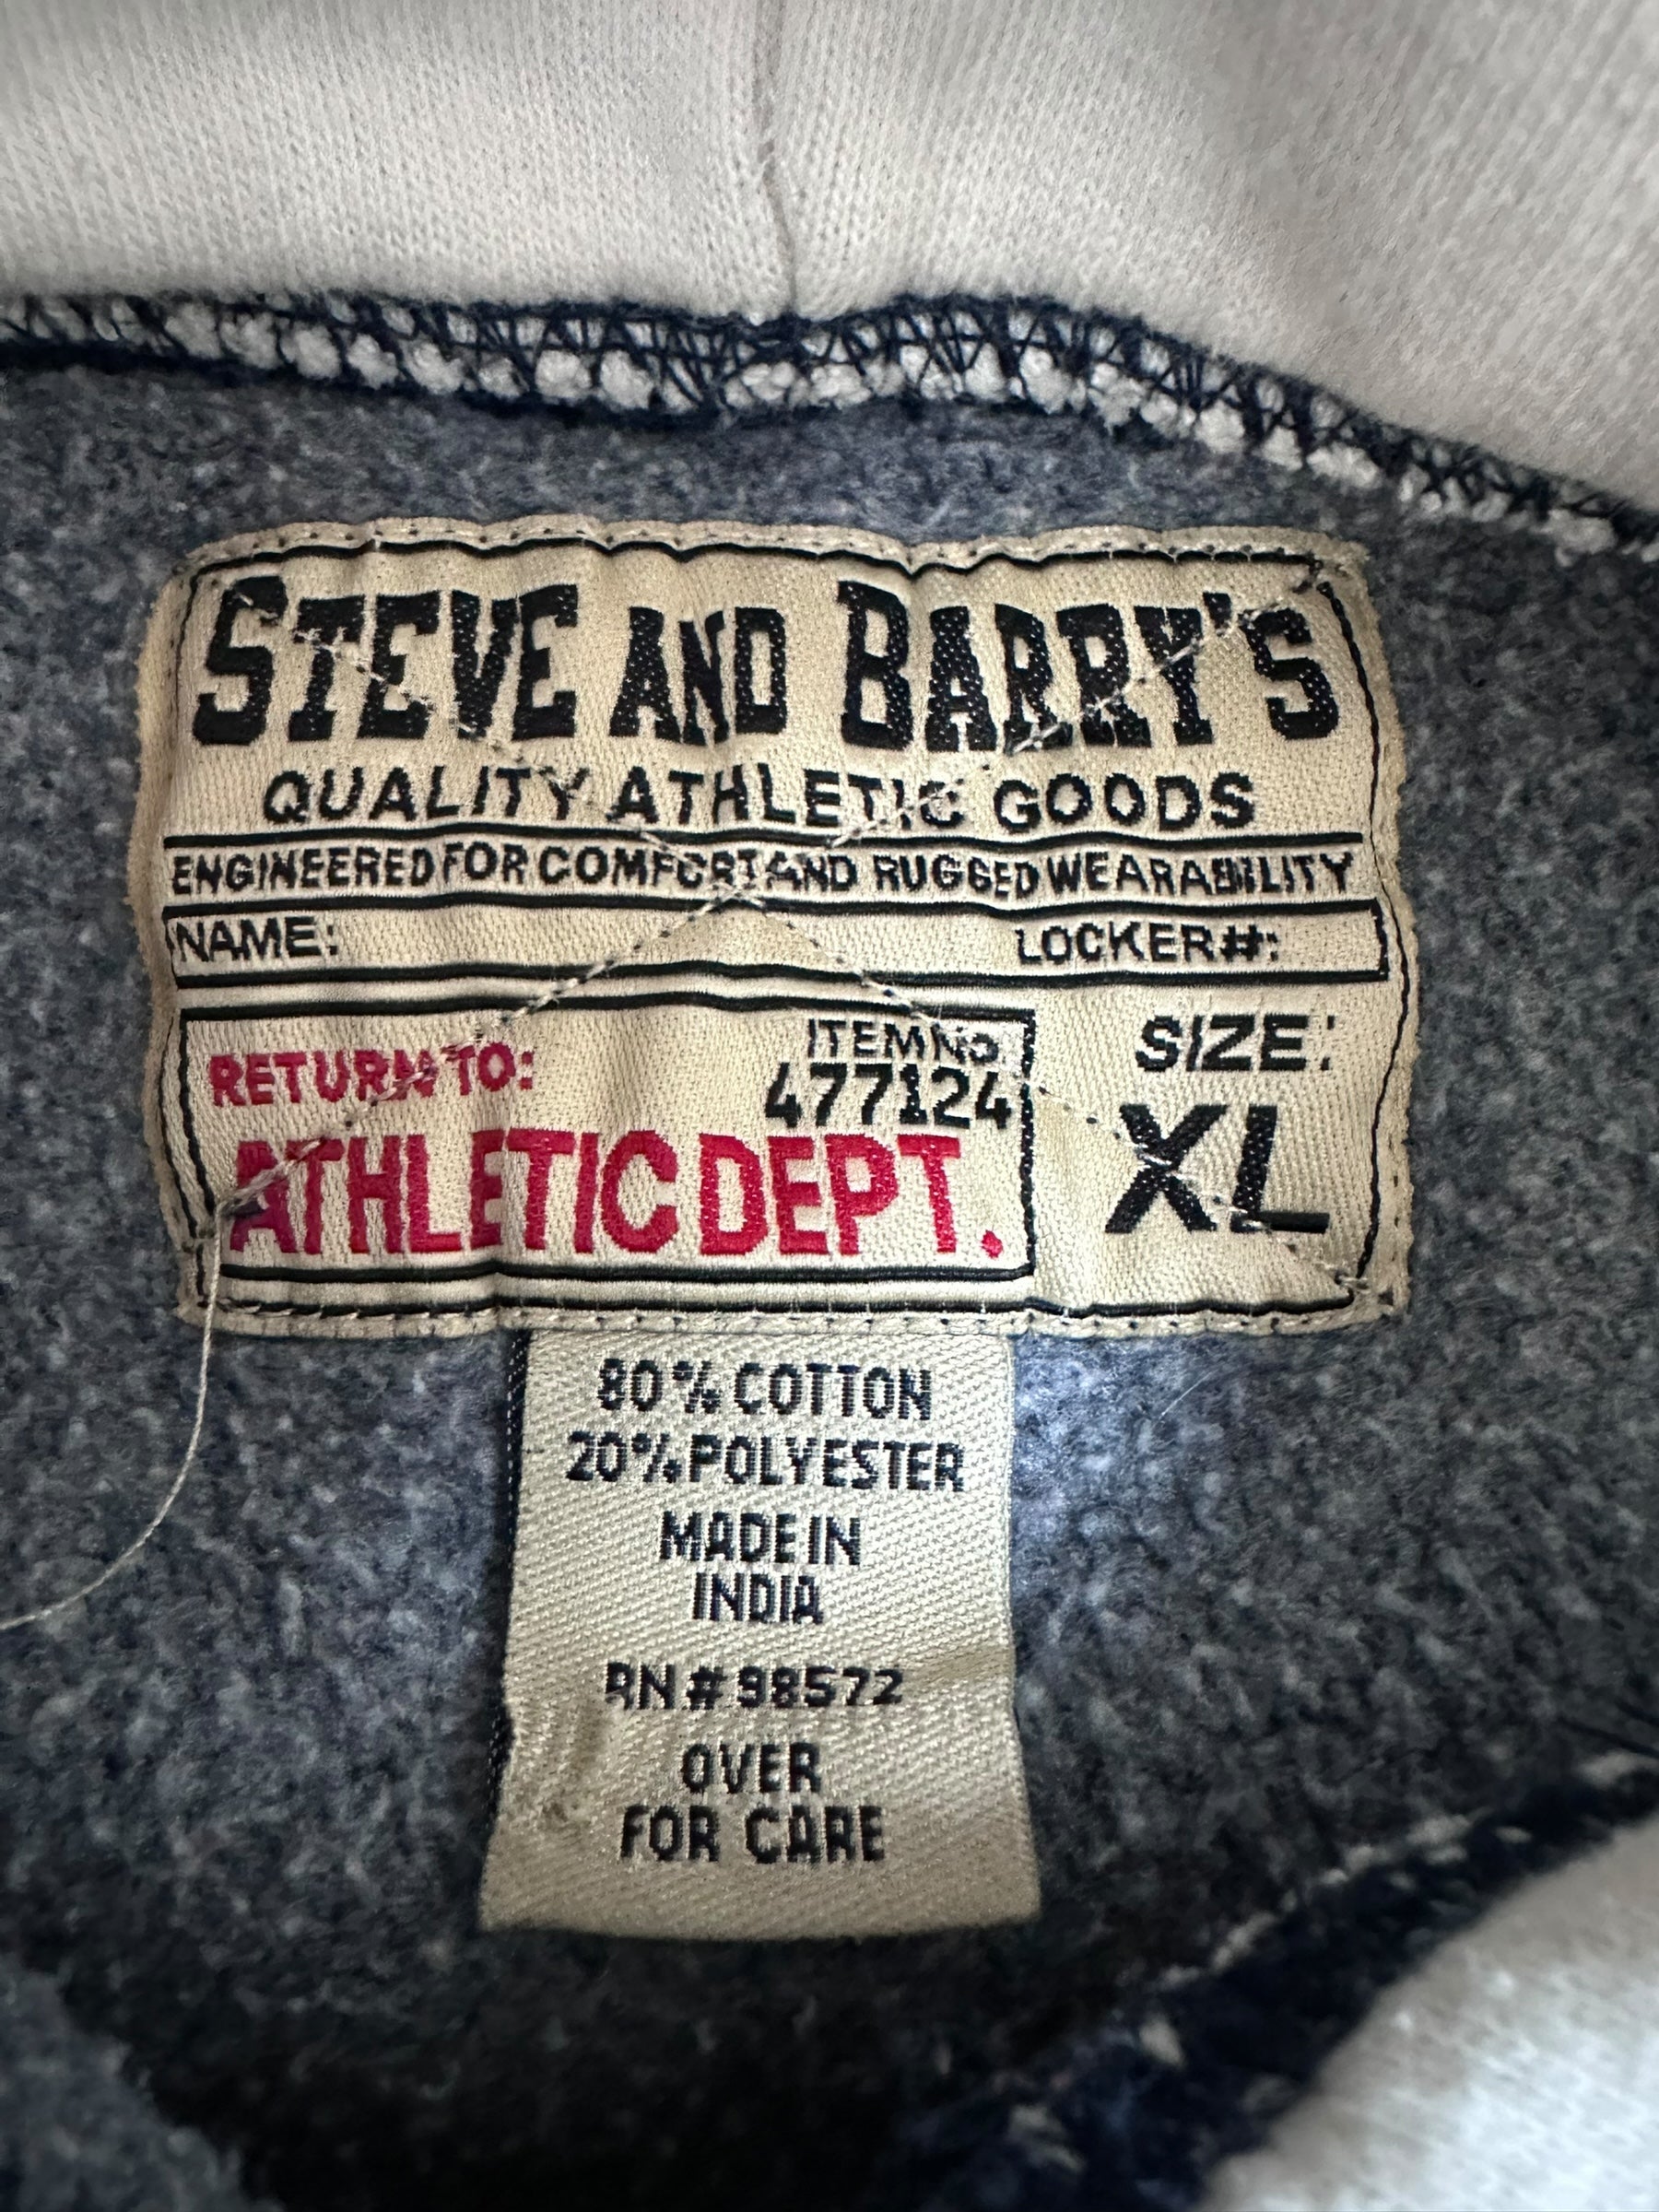 STEVE AND BARRY'S
QUALITY ATHLETIC GOODS
ENGINEERED FOR COMFORT AND RUGGED WEARABILITY
NAME: LOCKER#:
RETURN TO:
ITEM No.
477124
ATHLETIC DEPT.
SIZE:
XL
80% COTTON
20% POLYESTER
MADE IN
INDIA
RN#98572
OVER
FOR CARE